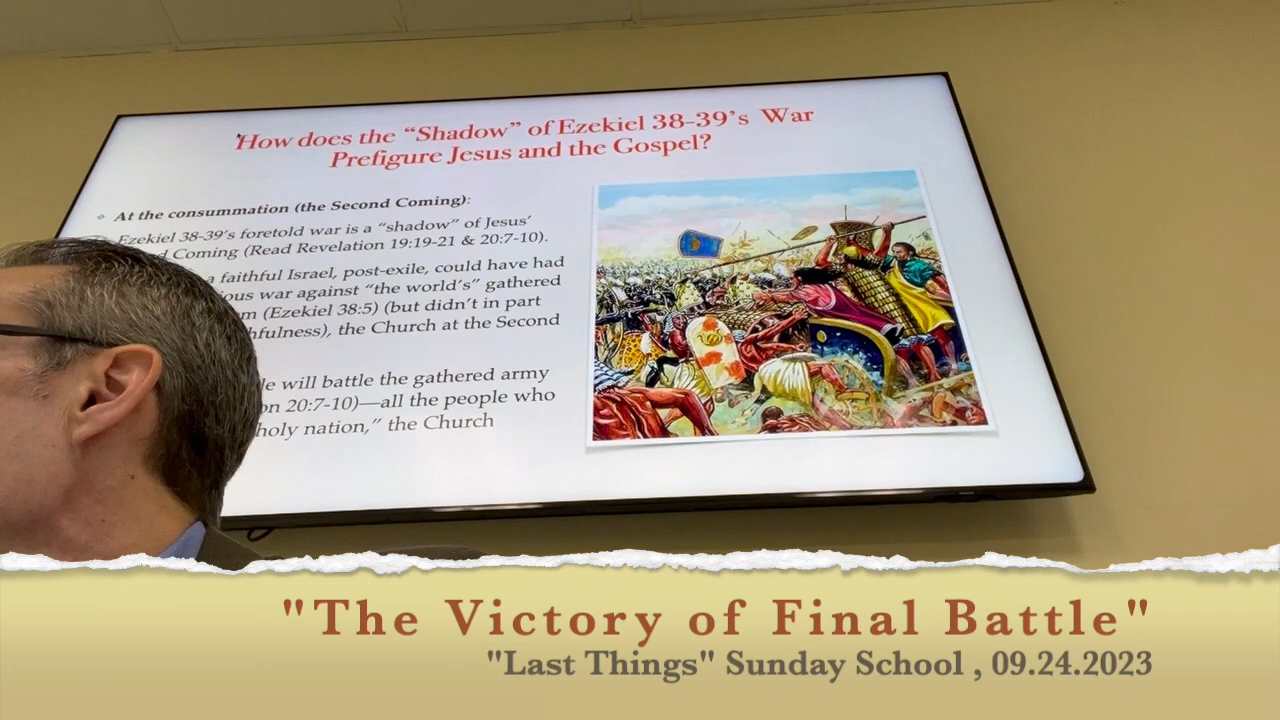 How does the “Shadow” of Ezekiel 38-39’s War
Prefigure Jesus and the Gospel?
At the consummation (the Second Coming):
Ezekiel 38-39’s foretold war is a “shadow” of Jesus’
Coming (Read Revelation 19:19-21 & 20:7-10).
a faithful Israel, post-exile, could have had
war against “the world’s” gathered
(Ezekiel 38:5) (but didn’t in part
the Church at the Second
will battle the gathered army
20:7-10)—all the people who
holy nation,” the Church
"The Victory of Final Battle"
"Last Things" Sunday School , 09.24.2023